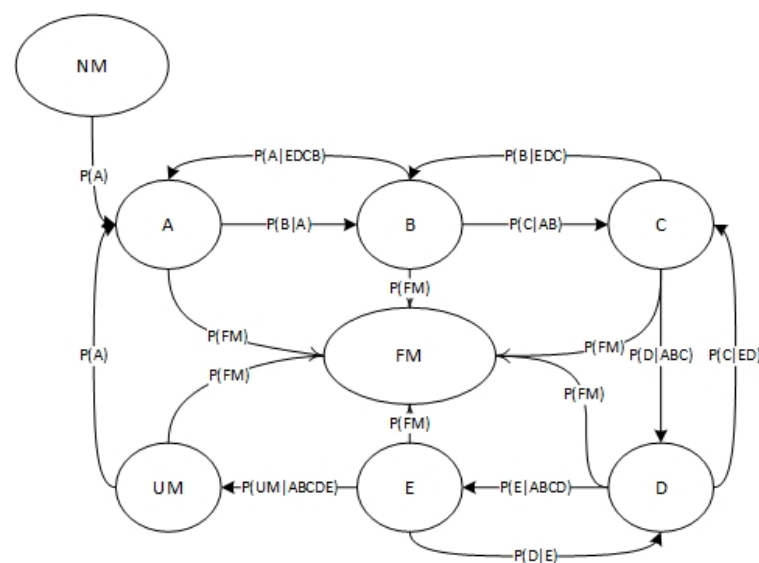 NM
P(A|EDCB)
P(B|EDC)
P(A)
A
P(B|A)
B
P(C|AB)
C
P(FM)
P(FM)
P(A)
FM
P(FM)
P(D|ABC)
P(C|ED)
P(FM)
P(FM)
P(FM)
UM
P(UM|ABCDE)
E
P(E|ABCD)
D
P(D|E)